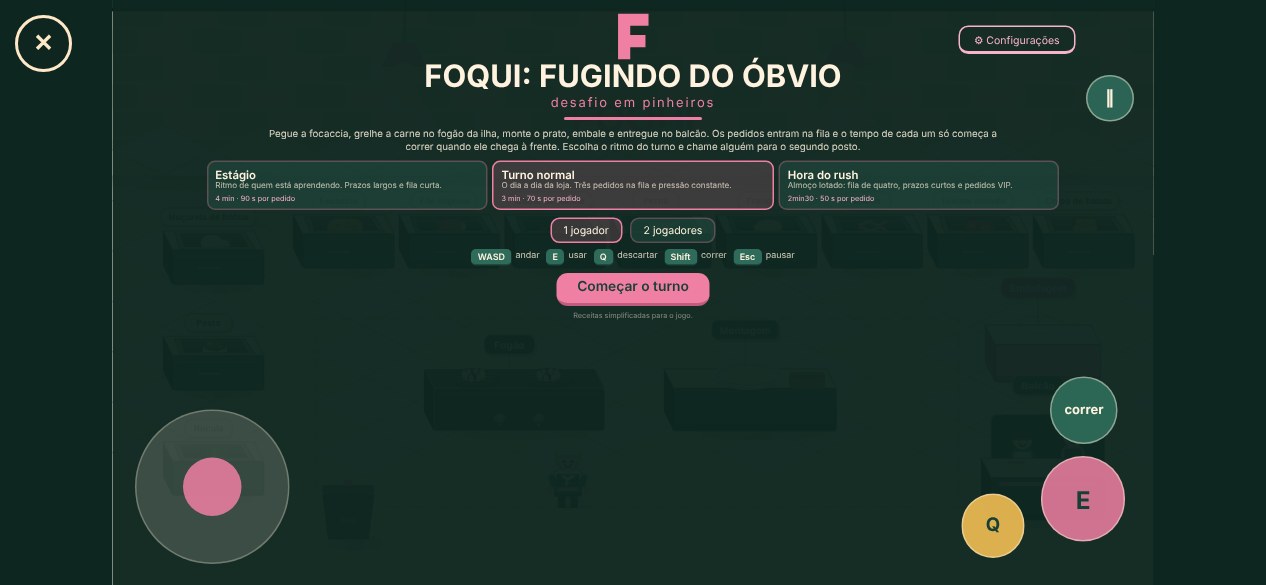 ✕
F
⚙ Configurações
FOQUI: FUGINDO DO ÓBVIO
desafio em pinheiros
Pegue a focaccia, grelhe a carne no fogão da ilha, monte o prato, embale e entregue no balcão. Os pedidos entram na fila e o tempo de cada um só começa a
correr quando ele chega à frente. Escolha o ritmo do turno e chame alguém para o segundo posto.
Estágio
Ritmo de quem está aprendendo. Prazos largos e fila curta.
4 min · 90 s por pedido
Turno normal
O dia a dia da loja. Três pedidos na fila e pressão constante.
3 min · 70 s por pedido
Hora do rush
Almoço lotado: fila de quatro, prazos curtos e pedidos VIP.
2min30 · 50 s por pedido
1 jogador 2 jogadores
WASD andar E usar Q descartar Shift correr Esc pausar
Começar o turno
Receitas simplificadas para o jogo.
Pesto
correr
E
Q